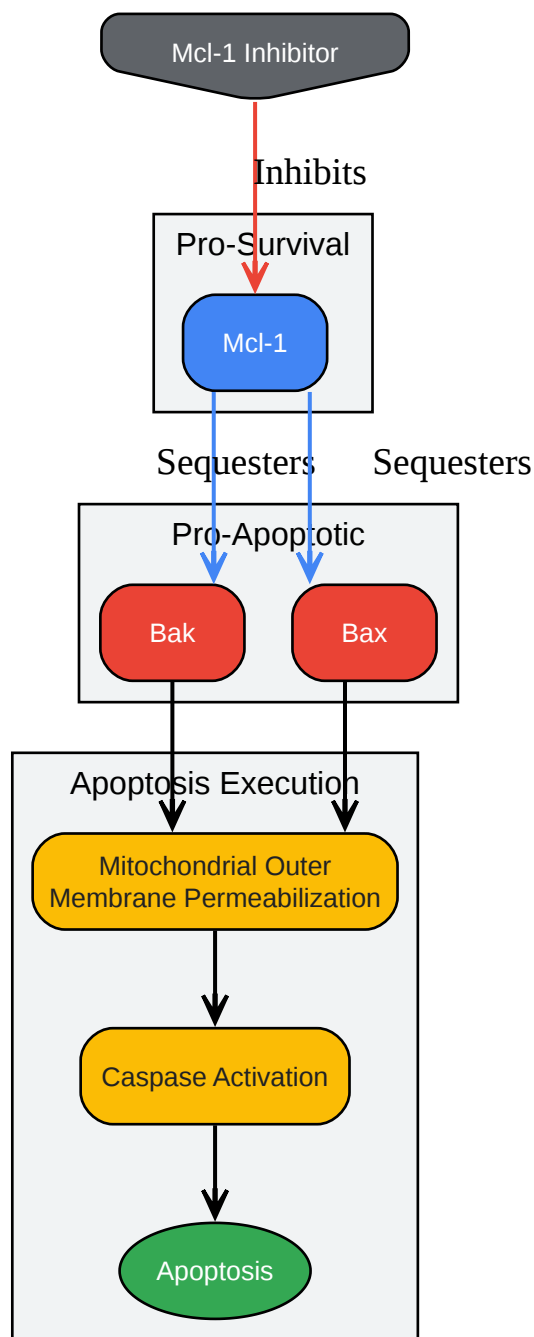 Mcl-1 Inhibitor
Inhibits
Pro-Survival
Mcl-1
Sequesters
Sequesters
Pro-Apoptotic
Bak
Bax
Apoptosis Execution
Mitochondrial Outer
Membrane Permeabilization
Caspase Activation
Apoptosis